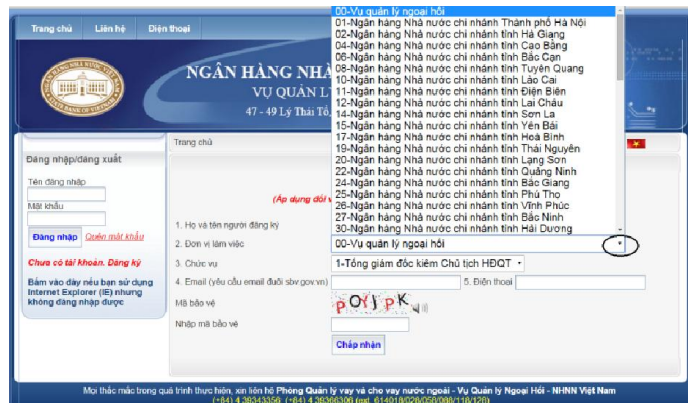 Trang chủ Liên hệ Điện thoại
NGÂN HÀNG NHÀ
VỤ QUẢN L
47 - 49 Lý Thái Tổ,
00-Vụ quản lý ngoại hối
01-Ngân hàng Nhà nước chi nhánh Thành phố Hà Nội
02-Ngân hàng Nhà nước chi nhánh tỉnh Hà Giang
04-Ngân hàng Nhà nước chi nhánh tỉnh Cao Bằng
06-Ngân hàng Nhà nước chi nhánh tỉnh Bắc Cạn
08-Ngân hàng Nhà nước chi nhánh tỉnh Tuyên Quang
10-Ngân hàng Nhà nước chi nhánh tỉnh Lào Cai
11-Ngân hàng Nhà nước chi nhánh tỉnh Điện Biên
12-Ngân hàng Nhà nước chi nhánh tỉnh Lai Châu
14-Ngân hàng Nhà nước chi nhánh tỉnh Sơn La
15-Ngân hàng Nhà nước chi nhánh tỉnh Yên Bái
17-Ngân hàng Nhà nước chi nhánh tỉnh Hoà Bình
19-Ngân hàng Nhà nước chi nhánh tỉnh Thái Nguyên
20-Ngân hàng Nhà nước chi nhánh tỉnh Lạng Sơn
22-Ngân hàng Nhà nước chi nhánh tỉnh Quảng Ninh
24-Ngân hàng Nhà nước chi nhánh tỉnh Bắc Giang
25-Ngân hàng Nhà nước chi nhánh tỉnh Phú Thọ
26-Ngân hàng Nhà nước chi nhánh tỉnh Vĩnh Phúc
27-Ngân hàng Nhà nước chi nhánh tỉnh Bắc Ninh
30-Ngân hàng Nhà nước chi nhánh tỉnh Hải Dương
Đăng nhập/đăng xuất
Tên đăng nhập
Mật khẩu
Đăng nhập Quên mật khẩu
Chưa có tài khoản. Đăng ký
Bấm vào đây nếu bạn sử dụng
Internet Explorer (IE) nhưng
không đăng nhập được
Trang chủ
(Áp dụng đối v
1. Họ và tên người đăng ký
2. Đơn vị làm việc 00-Vụ quản lý ngoại hối
3. Chức vụ 1-Tổng giám đốc kiêm Chủ tịch HĐQT
4. Email (yêu cầu email đuôi sbv.gov.vn) 5. Điện thoại
Mã bảo vệ POYJPK
Nhập mã bảo vệ
Chấp nhận
Mọi thắc mắc trong quá trình thực hiện, xin liên hệ Phòng Quản lý vay và cho vay nước ngoài - Vụ Quản lý Ngoại Hối - NHNN Việt Nam